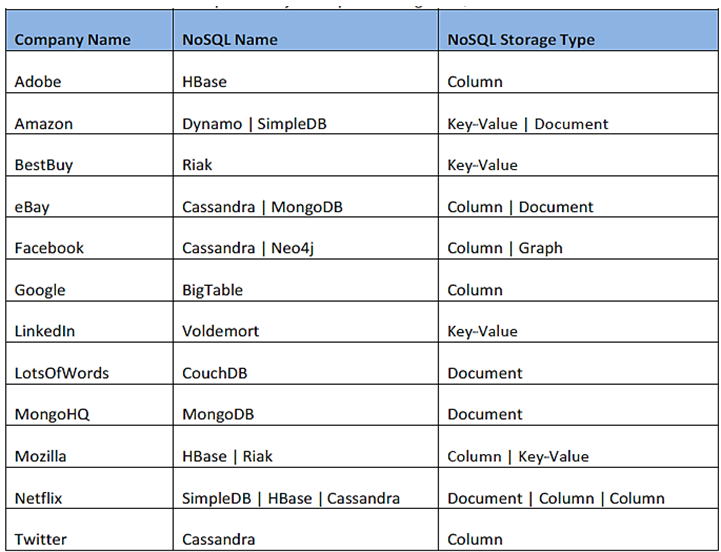 Company Name NoSQL Name NoSQL Storage Type
Adobe HBase Column
Amazon Dynamo | SimpleDB Key-Value | Document
BestBuy Riak Key-Value
eBay Cassandra | MongoDB Column | Document
Facebook Cassandra | Neo4j Column | Graph
Google BigTable Column
LinkedIn Voldemort Key-Value
LotsOfWords CouchDB Document
MongoHQ MongoDB Document
Mozilla HBase | Riak Column | Key-Value
Netflix SimpleDB | HBase | Cassandra Document | Column | Column
Twitter Cassandra Column